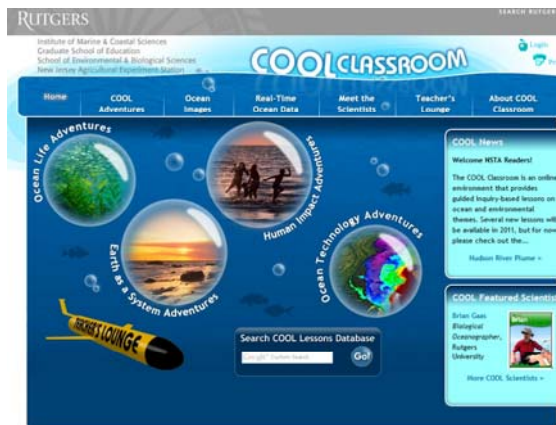 RUTGERS
SEARCH RUTGERS
Institute of Marine & Coastal Sciences
Graduate School of Education
School of Environmental & Biological Sciences
New Jersey Agricultural Experiment Station
COOL CLASSROOM
Login
Home
COOL Adventures
Ocean Images
Real-Time Ocean Data
Meet the Scientists
Teacher's Lounge
About COOL Classroom
Ocean Life Adventures
Human Impact Adventures
Earth as a System Adventures
Ocean Technology Adventures
TEACHER'S LOUNGE
Search COOL Lessons Database
Google™ Custom Search
Go!
COOL News
Welcome NSTA Readers!
The COOL Classroom is an online
environment that provides
guided inquiry-based lessons on
ocean and environmental
themes. Several new lessons will
be available in 2011, but for now
please check out the...
Hudson River Plume »
COOL Featured Scientist
Brian Gaas
Biological
Oceanographer,
Rutgers
University
Brian
More COOL Scientists »